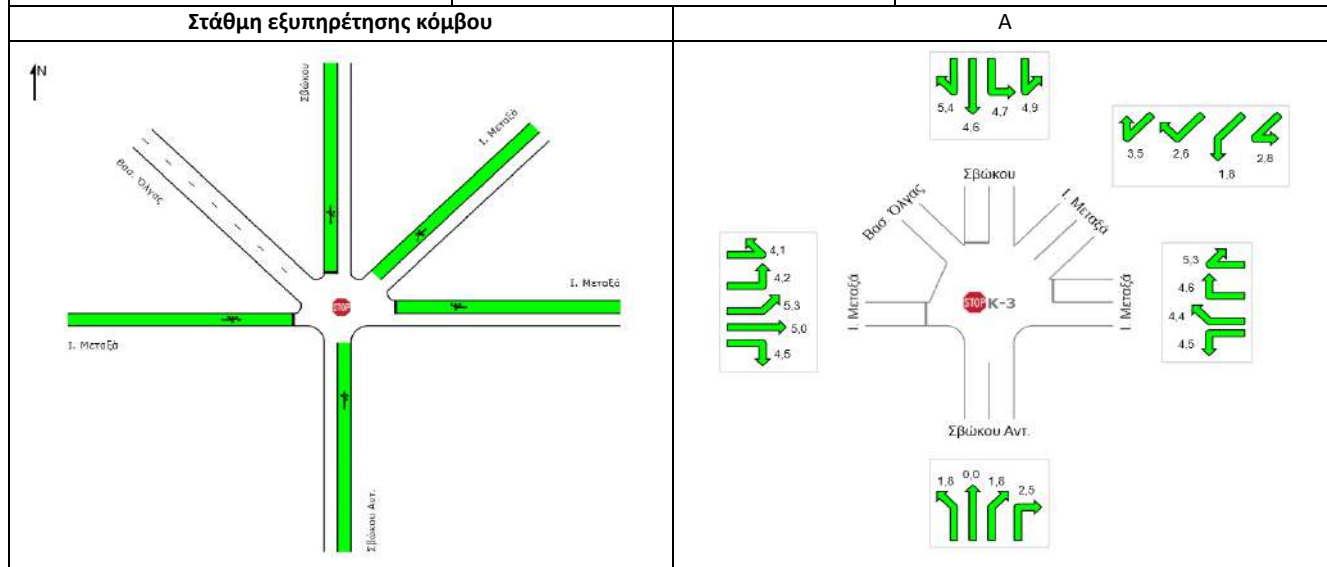 Στάθμη εξυπηρέτησης κόμβου
A
N
Σβώκου
Ι. Μεταξά
Βασ. Όλγας
Ι. Μεταξά
STOP
Ι. Μεταξά
Σβώκου Αντ.
5,4
4,6
4,7
4,9
3,5
2,6
1,8
2,8
Σβώκου
Βασ. Όλγας
Ι. Μεταξά
4,1
4,2
5,3
5,0
4,5
Ι. Μεταξά
STOP K-3
Ι. Μεταξά
5,3
4,6
4,4
4,5
Σβώκου Αντ.
1,8
0,0
1,8
2,5